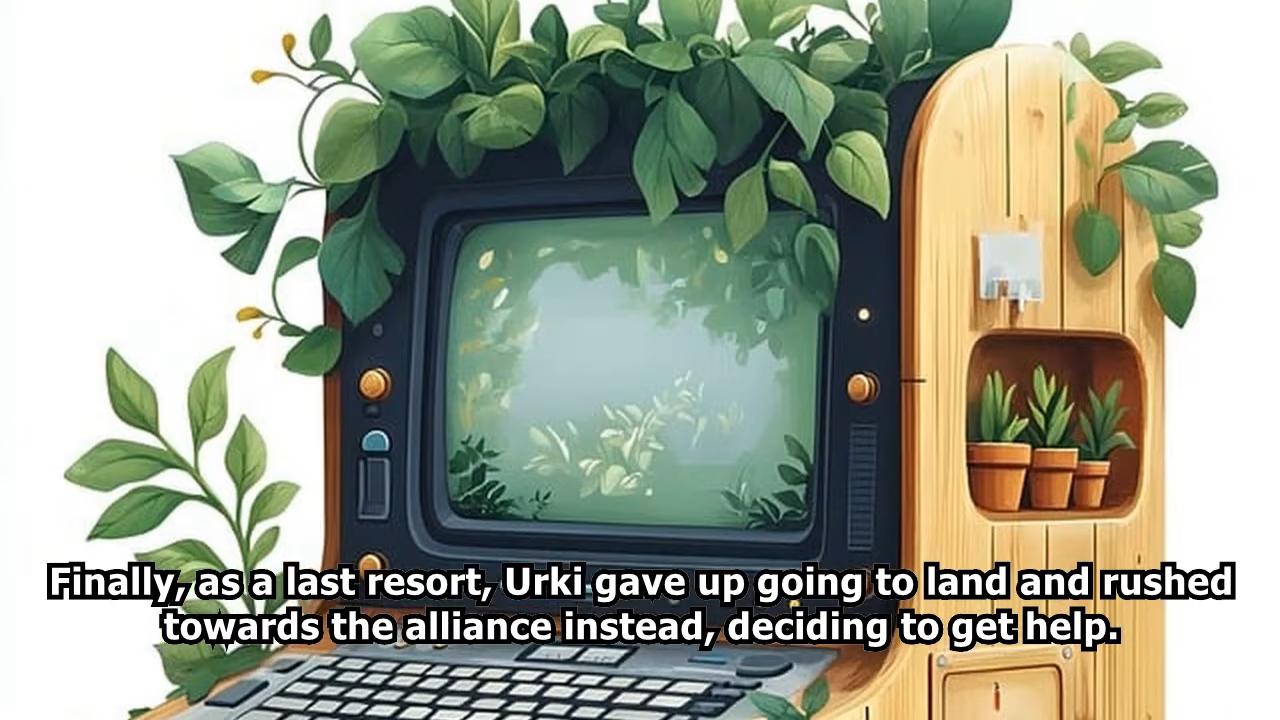 Finally, as a last resort, Urki gave up going to land and rushed
towards the alliance instead, deciding to get help.